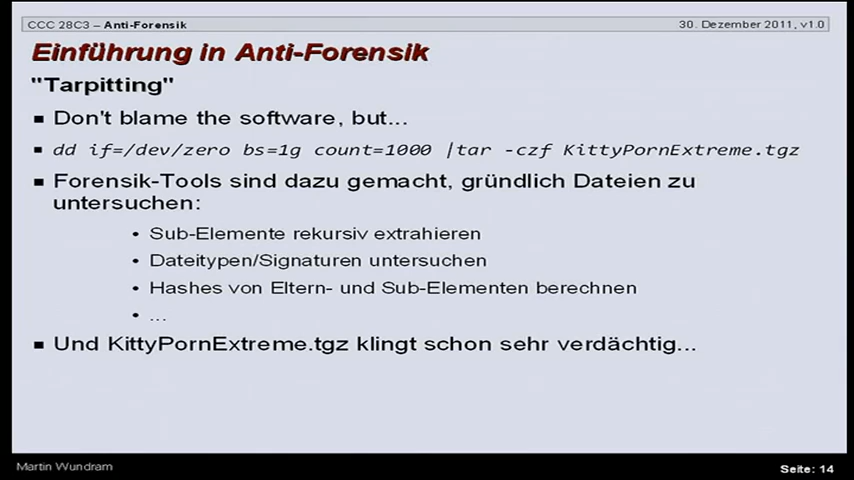 CCC 28C3 – Anti-Forensik
30. Dezember 2011, v1.0
Einführung in Anti-Forensik
"Tarpitting"
Don't blame the software, but...
dd if=/dev/zero bs=1g count=1000 |tar -czf KittyPornExtreme.tgz
Forensik-Tools sind dazu gemacht, gründlich Dateien zu
untersuchen:
Sub-Elemente rekursiv extrahieren
Dateitypen/Signaturen untersuchen
Hashes von Eltern- und Sub-Elementen berechnen
...
Und KittyPornExtreme.tgz klingt schon sehr verdächtig...
Martin Wundram
Seite: 14